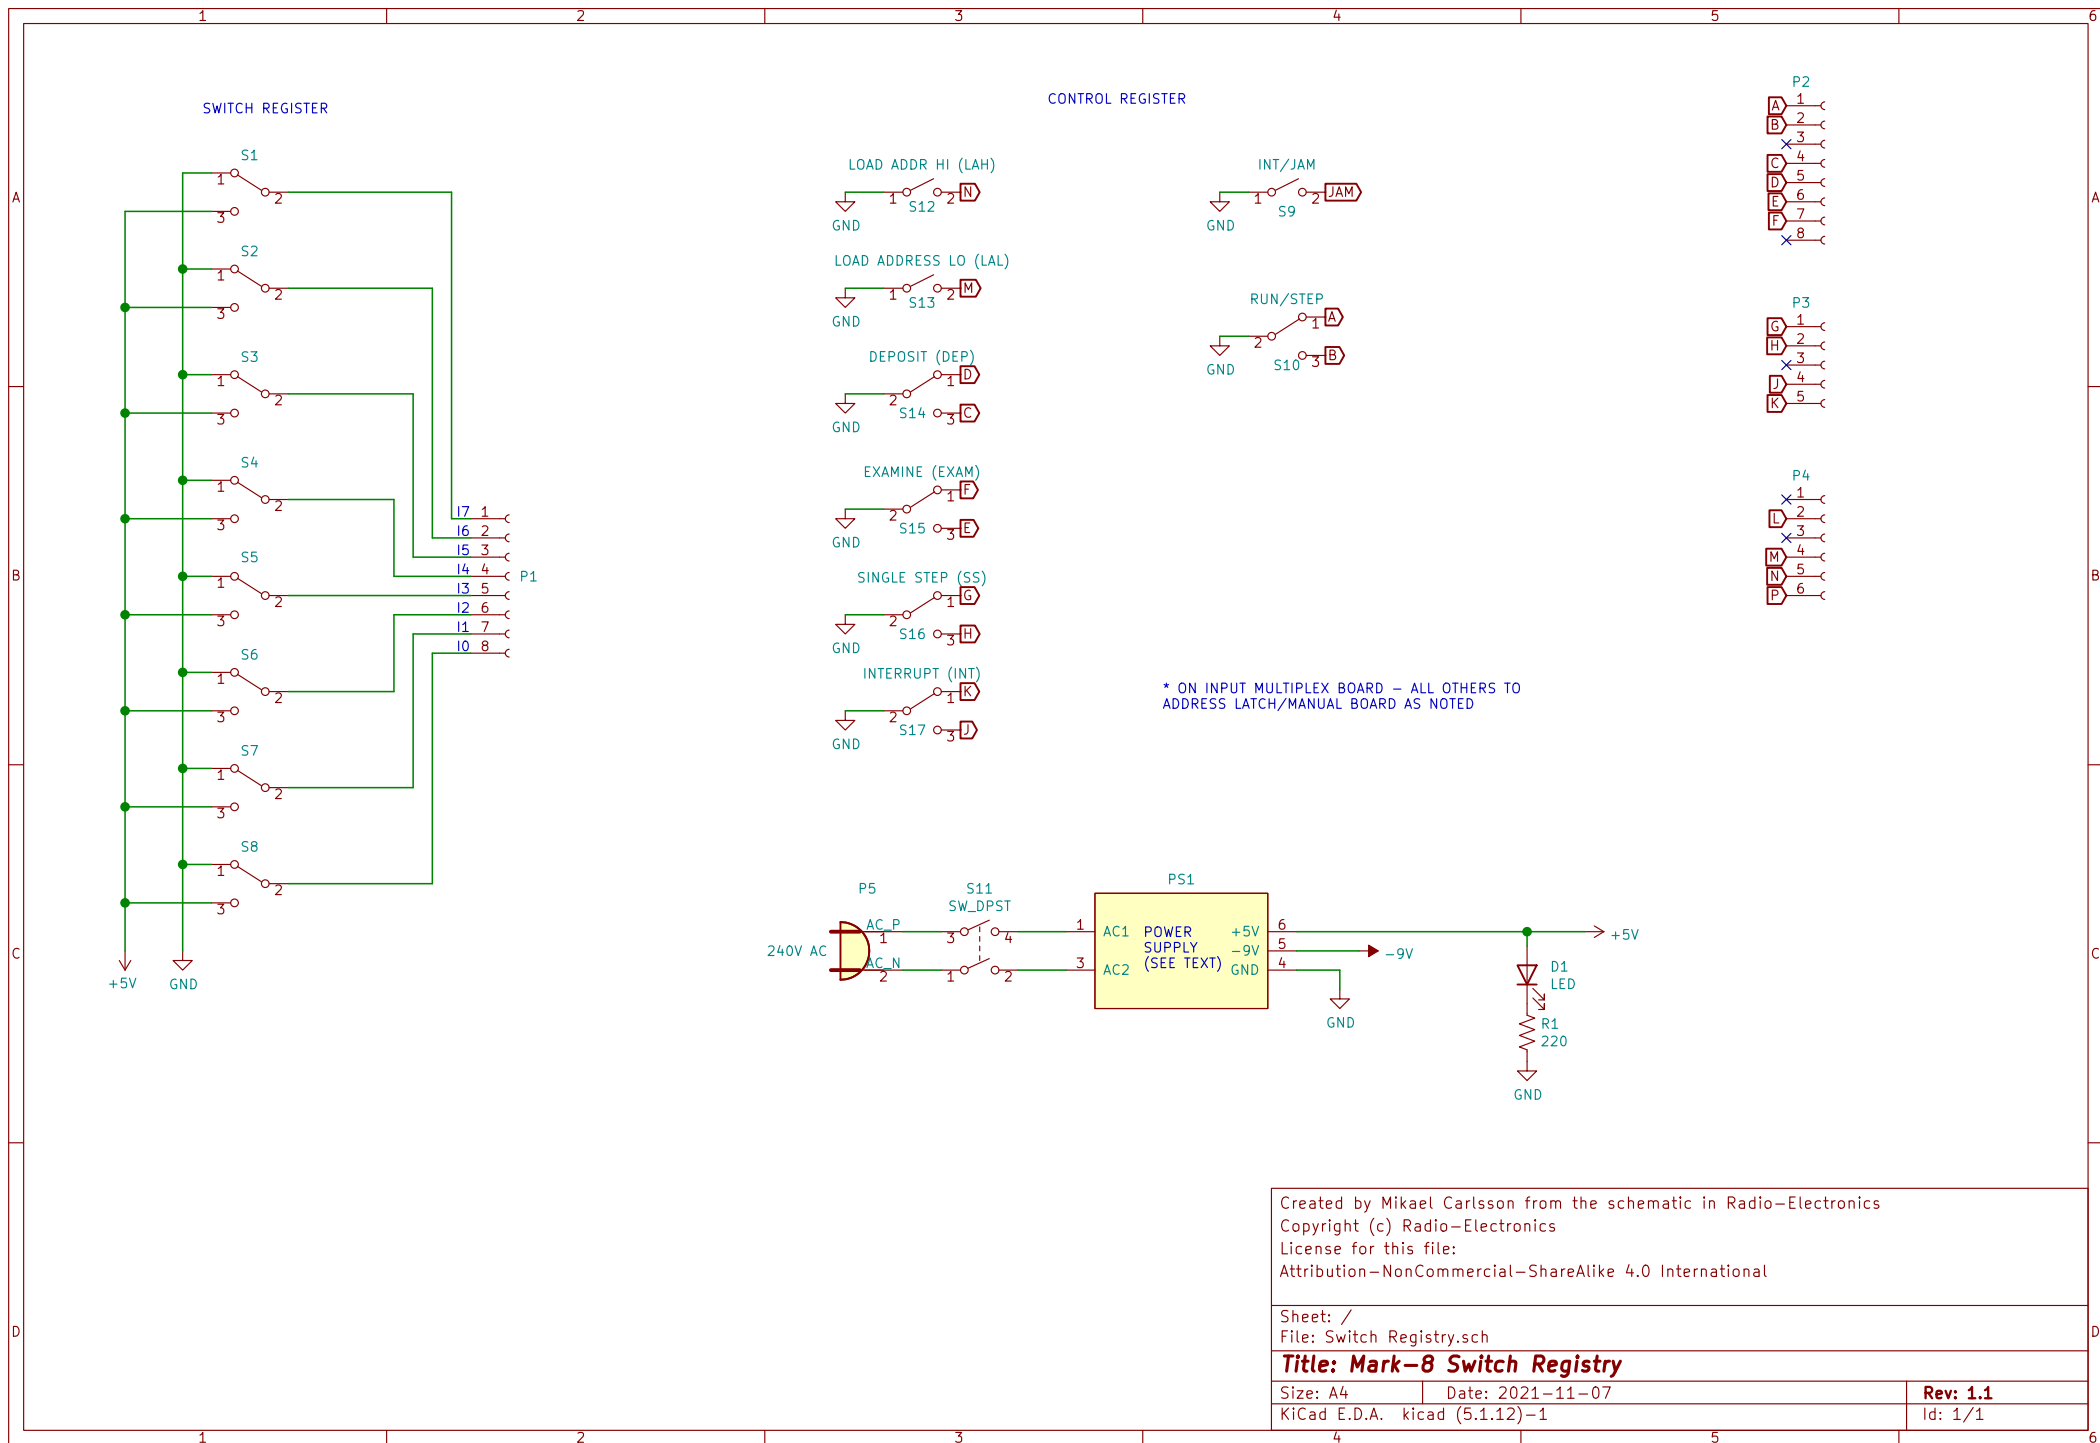 1 2 3 4 5 6
SWITCH REGISTER
CONTROL REGISTER
A
B
C
D
S1
1
2
3
S2
1
2
3
S3
1
2
3
S4
1
2
3
S5
1
2
3
S6
1
2
3
S7
1
2
3
S8
1
2
3
+5V
GND
I7 1
I6 2
I5 3
I4 4
I3 5
I2 6
I1 7
I0 8
P1
LOAD ADDR HI (LAH)
1 S12 2 N
GND
LOAD ADDRESS LO (LAL)
1 S13 2 M
GND
DEPOSIT (DEP)
1 D
2
S14 3 C
GND
EXAMINE (EXAM)
1 F
2
S15 3 E
GND
SINGLE STEP (SS)
1 G
2
S16 3 H
GND
INTERRUPT (INT)
1 K
2
S17 3 J
GND
INT/JAM
1 2 JAM
S9
GND
RUN/STEP
1 A
2
S10 3 B
GND
P2
A 1
B 2
3
C 4
D 5
E 6
F 7
8
P3
G 1
H 2
3
J 4
K 5
P4
1
L 2
3
M 4
N 5
P 6
* ON INPUT MULTIPLEX BOARD - ALL OTHERS TO
ADDRESS LATCH/MANUAL BOARD AS NOTED
P5
240V AC
AC_P
1
AC_N
2
S11
SW_DPST
3 4
1 2
PS1
1 AC1
3 AC2
POWER
SUPPLY
(SEE TEXT)
+5V 6
-9V 5
GND 4
+5V
-9V
GND
D1
LED
R1
220
GND
Created by Mikael Carlsson from the schematic in Radio-Electronics
Copyright (c) Radio-Electronics
License for this file:
Attribution-NonCommercial-ShareAlike 4.0 International
Sheet: /
File: Switch Registry.sch
Title: Mark-8 Switch Registry
Size: A4 Date: 2021-11-07 Rev: 1.1
KiCad E.D.A. kicad (5.1.12)-1 Id: 1/1
A
B
C
D
1 2 3 4 5 6